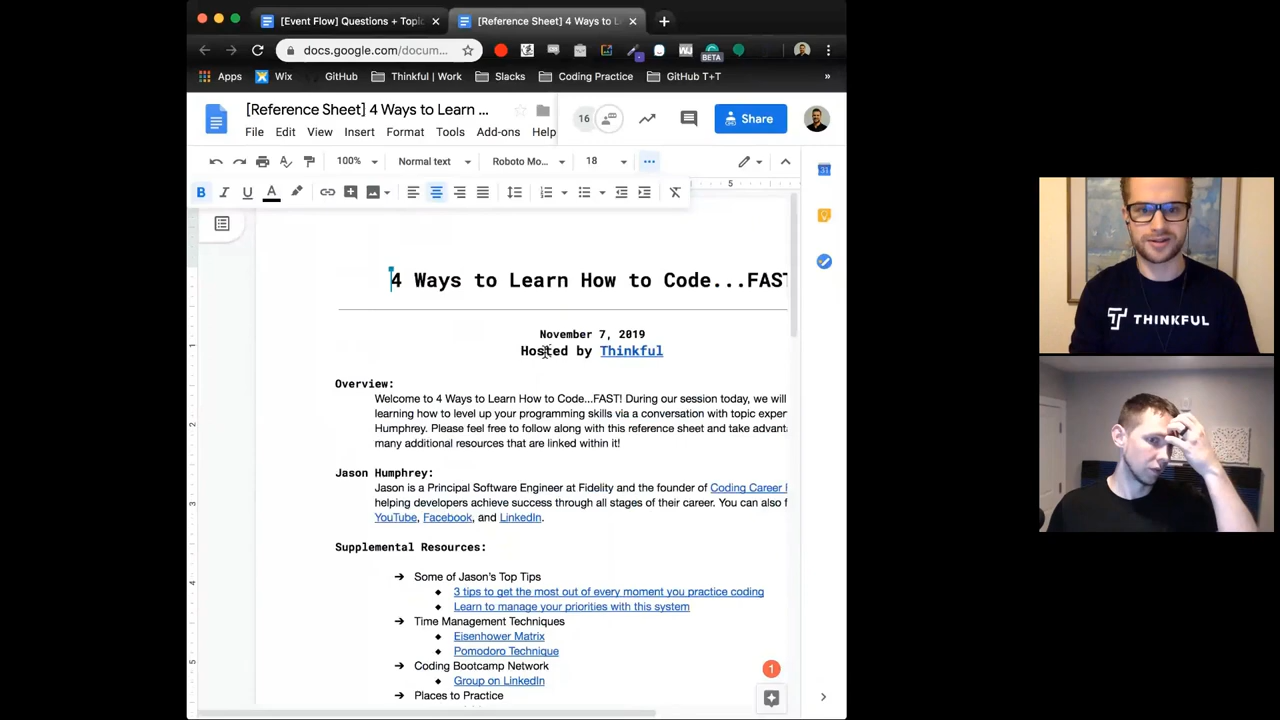 [Event Flow] Questions + Topic
[Reference Sheet] 4 Ways to L
docs.google.com/docum...
BETA
Apps
Wix
GitHub
Thinkful | Work
Slacks
Coding Practice
GitHub T+T
»
[Reference Sheet] 4 Ways to Learn ...
16
Share
File Edit View Insert Format Tools Add-ons Help
100% Normal text Roboto Mo... 18
B I U A
5
4 Ways to Learn How to Code...FAST
November 7, 2019
Hosted by Thinkful
Overview:
Welcome to 4 Ways to Learn How to Code...FAST! During our session today, we will
learning how to level up your programming skills via a conversation with topic exper
Humphrey. Please feel free to follow along with this reference sheet and take advant
many additional resources that are linked within it!
Jason Humphrey:
Jason is a Principal Software Engineer at Fidelity and the founder of Coding Career
helping developers achieve success through all stages of their career. You can also f
YouTube, Facebook, and LinkedIn.
Supplemental Resources:
➔ Some of Jason's Top Tips
◆ 3 tips to get the most out of every moment you practice coding
◆ Learn to manage your priorities with this system
➔ Time Management Techniques
◆ Eisenhower Matrix
◆ Pomodoro Technique
➔ Coding Bootcamp Network
◆ Group on LinkedIn
➔ Places to Practice
1
2
3
4
5
31
1
THINKFUL